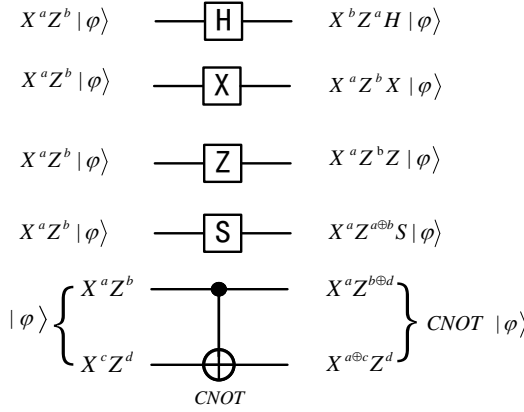 X^a Z^b |φ⟩ H X^b Z^a H |φ⟩
X^a Z^b |φ⟩ X X^a Z^b X |φ⟩
X^a Z^b |φ⟩ Z X^a Z^b Z |φ⟩
X^a Z^b |φ⟩ S X^a Z^{a⊕b} S |φ⟩
X^a Z^b X^a Z^{b⊕d}
|φ⟩ { } CNOT |φ⟩
X^c Z^d X^{a⊕c} Z^d
CNOT